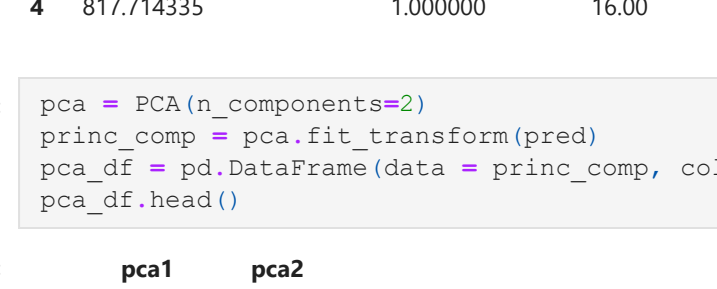 4 817.714335 1.000000 16.00
pca = PCA(n_components=2)
princ_comp = pca.fit_transform(pred)
pca_df = pd.DataFrame(data = princ_comp, col
pca_df.head()
pca1 pca2